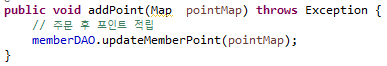 public void addPoint(Map  pointMap) throws Exception {
// 주문 후 포인트 적립
memberDAO.updateMemberPoint(pointMap);
}